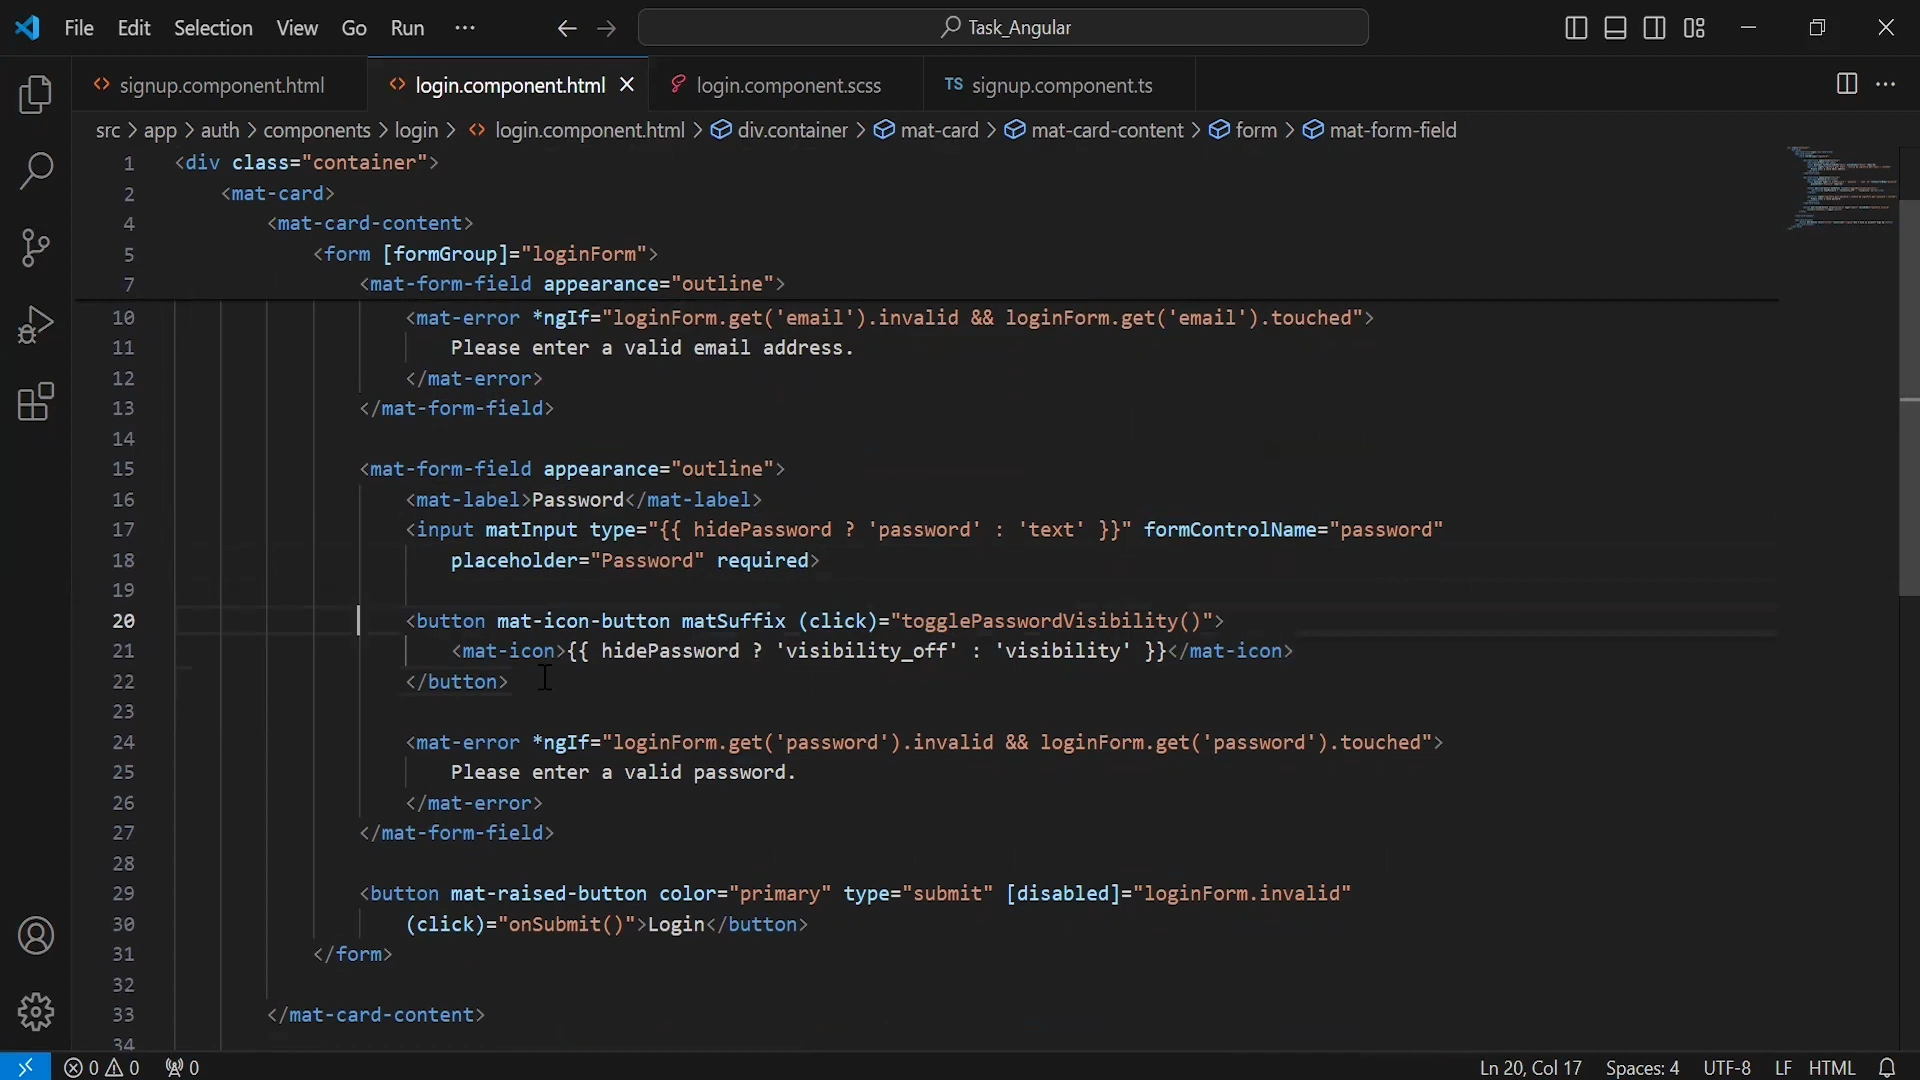 File Edit Selection View Go Run ··· Task_Angular
signup.component.html login.component.html login.component.scss TS signup.component.ts
src > app > auth > components > login > login.component.html > div.container > mat-card > mat-card-content > form > mat-form-field
1 <div class="container">
2 <mat-card>
4 <mat-card-content>
5 <form [formGroup]="loginForm">
7 <mat-form-field appearance="outline">
10 <mat-error *ngIf="loginForm.get('email').invalid && loginForm.get('email').touched">
11 Please enter a valid email address.
12 </mat-error>
13 </mat-form-field>
14
15 <mat-form-field appearance="outline">
16 <mat-label>Password</mat-label>
17 <input matInput type="{{ hidePassword ? 'password' : 'text' }}" formControlName="password"
18 placeholder="Password" required>
19
20 <button mat-icon-button matSuffix (click)="togglePasswordVisibility()">
21 <mat-icon>{{ hidePassword ? 'visibility_off' : 'visibility' }}</mat-icon>
22 </button>
23
24 <mat-error *ngIf="loginForm.get('password').invalid && loginForm.get('password').touched">
25 Please enter a valid password.
26 </mat-error>
27 </mat-form-field>
28
29 <button mat-raised-button color="primary" type="submit" [disabled]="loginForm.invalid"
30 (click)="onSubmit()">Login</button>
31 </form>
32
33 </mat-card-content>
34
0 0 0 Ln 20, Col 17 Spaces: 4 UTF-8 LF HTML